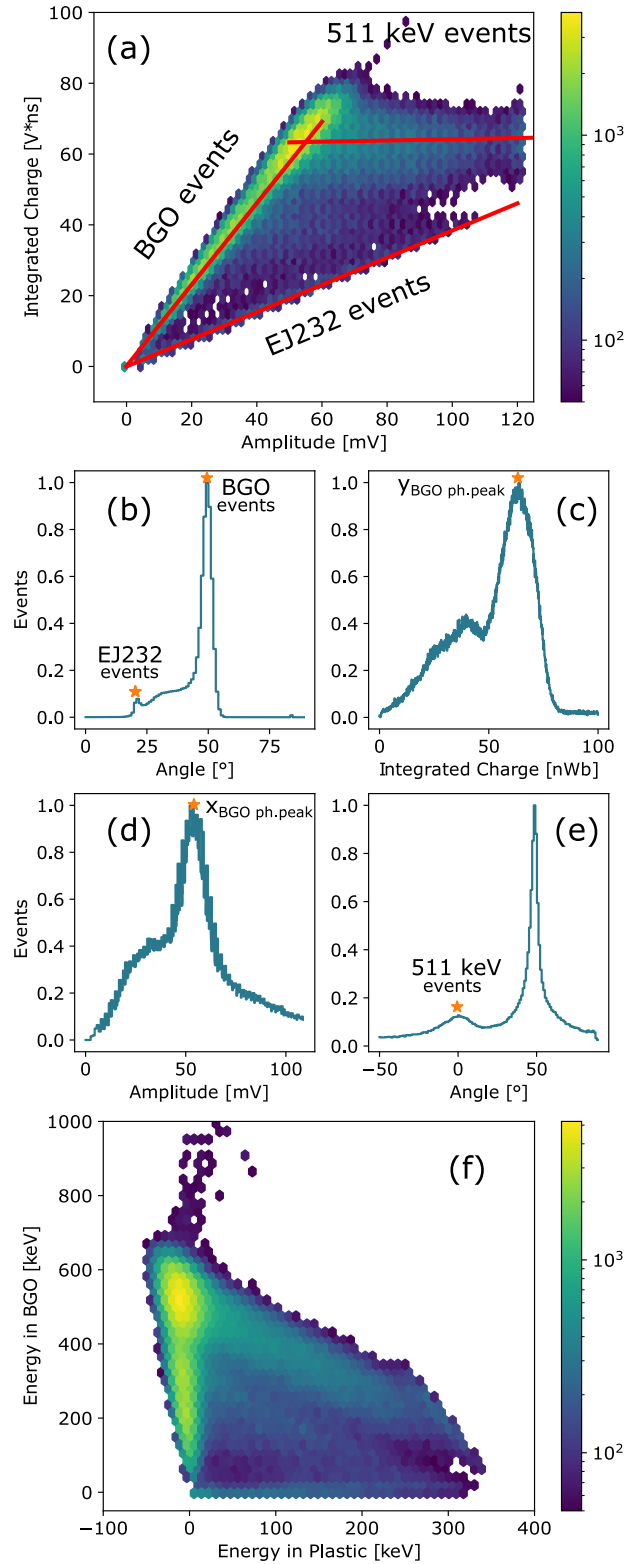 (a)
511 keV events
BGO events
EJ232 events
Integrated Charge [V*ns]
100
80
60
40
20
0
0
20
40
60
80
100
120
Amplitude [mV]
10³
10²
(b)
BGO
events
EJ232
events
Events
1.0
0.8
0.6
0.4
0.2
0.0
0
25
50
75
Angle [°]
(c)
yBGO ph.peak
1.0
0.8
0.6
0.4
0.2
0.0
0
50
100
Integrated Charge [nWb]
(d)
xBGO ph.peak
Events
1.0
0.8
0.6
0.4
0.2
0.0
0
50
100
Amplitude [mV]
(e)
511 keV
events
1.0
0.8
0.6
0.4
0.2
0.0
−50
0
50
Angle [°]
(f)
Energy in BGO [keV]
1000
800
600
400
200
0
−100
0
100
200
300
400
Energy in Plastic [keV]
10³
10²